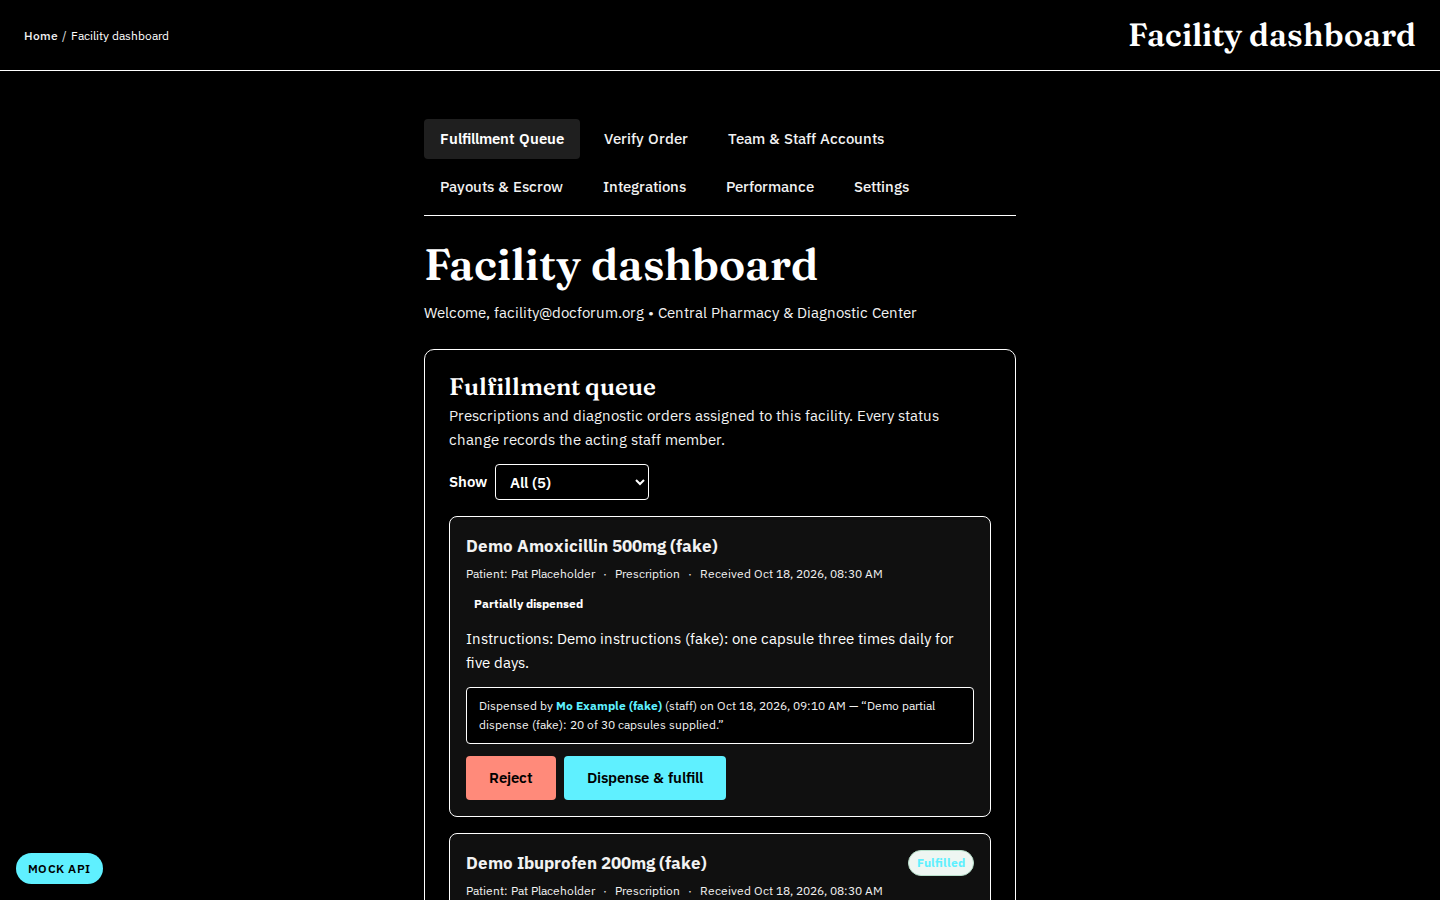 Home / Facility dashboard
Facility dashboard
Fulfillment Queue
Verify Order
Team & Staff Accounts
Payouts & Escrow
Integrations
Performance
Settings
Facility dashboard
Welcome, facility@docforum.org • Central Pharmacy & Diagnostic Center
Fulfillment queue
Prescriptions and diagnostic orders assigned to this facility. Every status
change records the acting staff member.
Show
All (5)
Demo Amoxicillin 500mg (fake)
Patient: Pat Placeholder · Prescription · Received Oct 18, 2026, 08:30 AM
Partially dispensed
Instructions: Demo instructions (fake): one capsule three times daily for
five days.
Dispensed by Mo Example (fake) (staff) on Oct 18, 2026, 09:10 AM — “Demo partial
dispense (fake): 20 of 30 capsules supplied.”
Reject
Dispense & fulfill
Demo Ibuprofen 200mg (fake)
Fulfilled
Patient: Pat Placeholder · Prescription · Received Oct 18, 2026, 08:30 AM
MOCK API